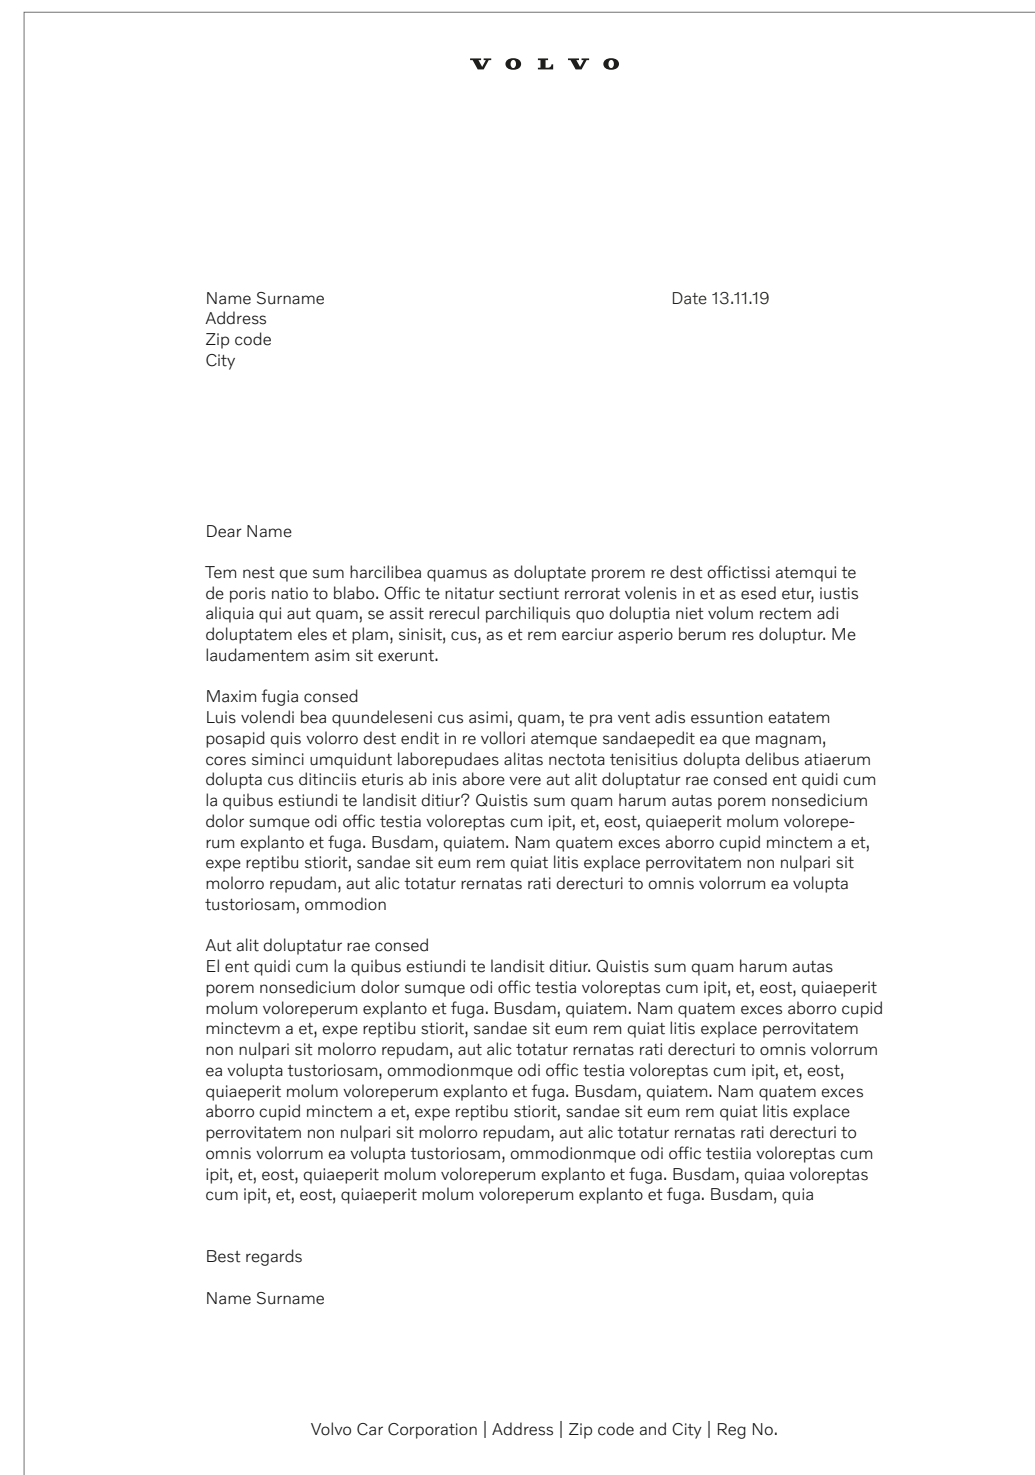 VOLVO
Name Surname
Date 13.11.19
Address
Zip code
City
Dear Name
Tem nest que sum harcilibea quamus as doluptate prorem re dest offictissi atemqui te
de poris natio to blabo. Offic te nitatur sectiunt rerrorat volenis in et as esed etur, iustis
aliquia qui aut quam, se assit rerecul parchiliquis quo doluptia niet volum rectem adi
doluptatem eles et plam, sinisit, cus, as et rem earciur asperio berum res doluptur. Me
laudamentem asim sit exerunt.
Maxim fugia consed
Luis volendi bea quundeleseni cus asimi, quam, te pra vent adis essuntion eatatem
posapid quis volorro dest endit in re vollori atemque sandaepedit ea que magnam,
cores siminci umquidunt laborepudaes alitas nectota tenisitius dolupta delibus atiaerum
dolupta cus ditinciis eturis ab inis abore vere aut alit doluptatur rae consed ent quidi cum
la quibus estiundi te landisit ditiur? Quistis sum quam harum autas porem nonsedicium
dolor sumque odi offic testia voloreptas cum ipit, et, eost, quiaeperit molum volorepe-
rum explanto et fuga. Busdam, quiatem. Nam quatem exces aborro cupid minctem a et,
expe reptibu stiorit, sandae sit eum rem quiat litis explace perrovitatem non nulpari sit
molorro repudam, aut alic totatur rernatas rati derecturi to omnis volorrum ea volupta
tustoriosam, ommodion
Aut alit doluptatur rae consed
El ent quidi cum la quibus estiundi te landisit ditiur. Quistis sum quam harum autas
porem nonsedicium dolor sumque odi offic testia voloreptas cum ipit, et, eost, quiaeperit
molum voloreperum explanto et fuga. Busdam, quiatem. Nam quatem exces aborro cupid
minctevm a et, expe reptibu stiorit, sandae sit eum rem quiat litis explace perrovitatem
non nulpari sit molorro repudam, aut alic totatur rernatas rati derecturi to omnis volorrum
ea volupta tustoriosam, ommodionmque odi offic testia voloreptas cum ipit, et, eost,
quiaeperit molum voloreperum explanto et fuga. Busdam, quiatem. Nam quatem exces
aborro cupid minctem a et, expe reptibu stiorit, sandae sit eum rem quiat litis explace
perrovitatem non nulpari sit molorro repudam, aut alic totatur rernatas rati derecturi to
omnis volorrum ea volupta tustoriosam, ommodionmque odi offic testiia voloreptas cum
ipit, et, eost, quiaeperit molum voloreperum explanto et fuga. Busdam, quiaa voloreptas
cum ipit, et, eost, quiaeperit molum voloreperum explanto et fuga. Busdam, quia
Best regards
Name Surname
Volvo Car Corporation | Address | Zip code and City | Reg No.